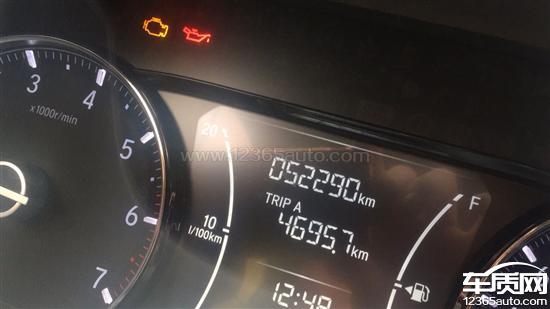 3 4 5 6 7
x1000r/min
20
10
l/100km
052290km
TRIP A
4695.7km
12:48
F
www.12365auto.com
车质网
12365auto.com